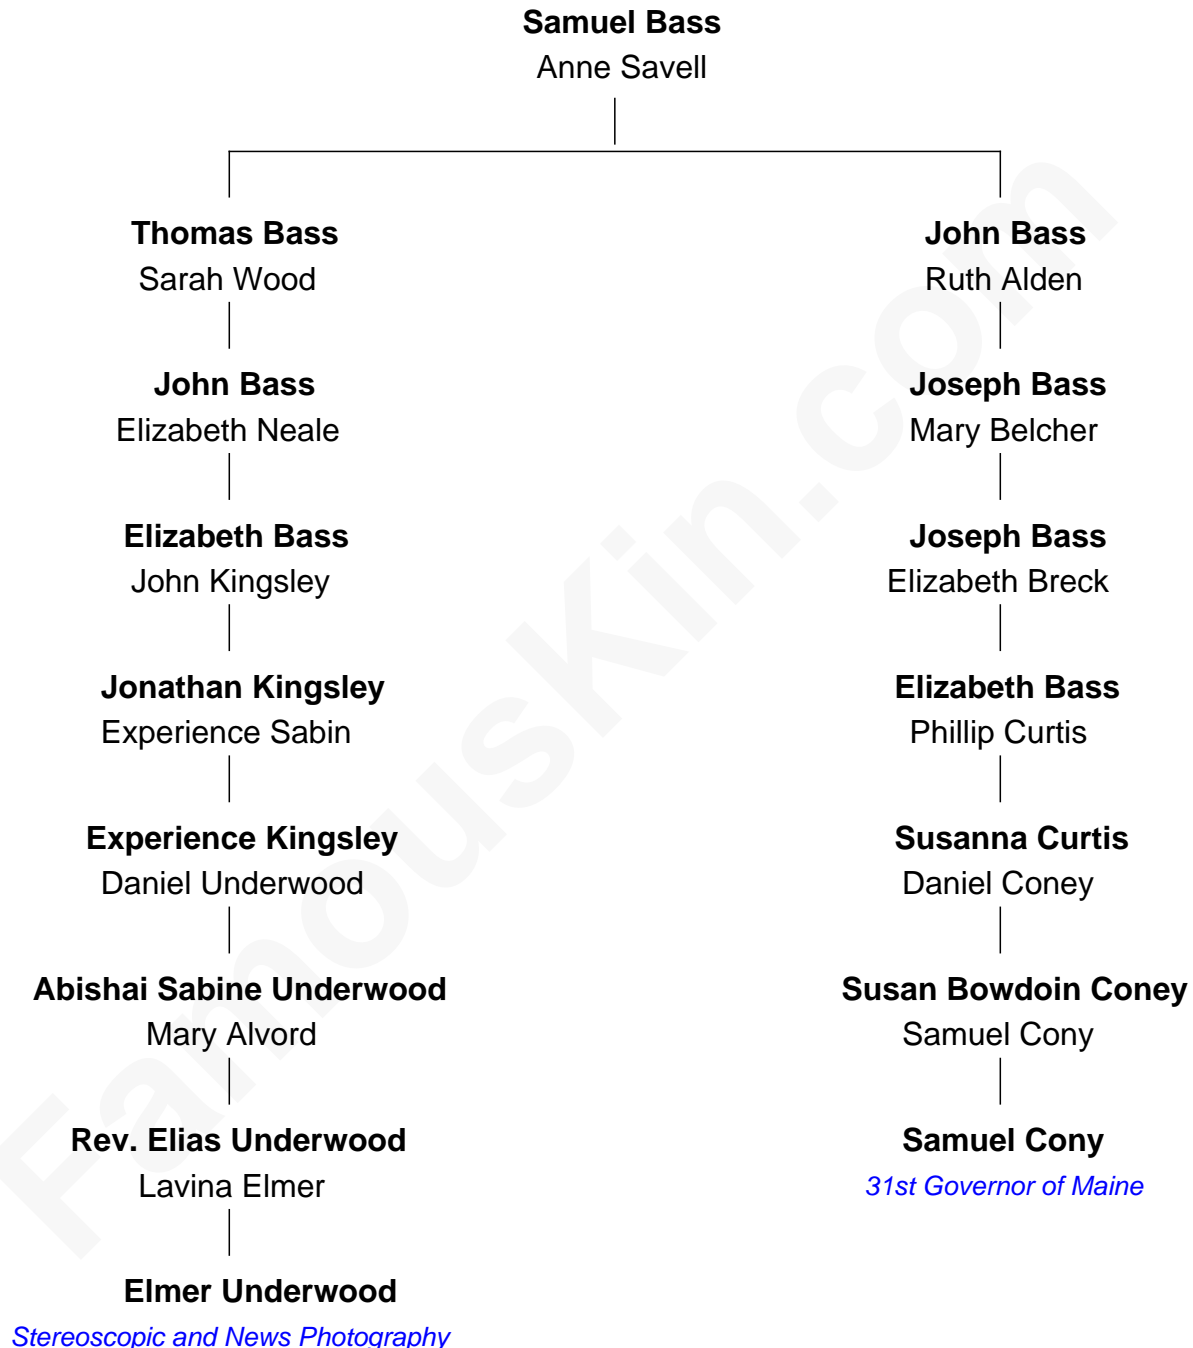 Samuel Bass
Anne Savell
Thomas Bass
Sarah Wood
John Bass
Ruth Alden
John Bass
Elizabeth Neale
Joseph Bass
Mary Belcher
Elizabeth Bass
John Kingsley
Joseph Bass
Elizabeth Breck
Jonathan Kingsley
Experience Sabin
Elizabeth Bass
Phillip Curtis
Experience Kingsley
Daniel Underwood
Susanna Curtis
Daniel Coney
Abishai Sabine Underwood
Mary Alvord
Susan Bowdoin Coney
Samuel Cony
Rev. Elias Underwood
Lavina Elmer
Samuel Cony
31st Governor of Maine
Elmer Underwood
Stereoscopic and News Photography
FamousKin.com